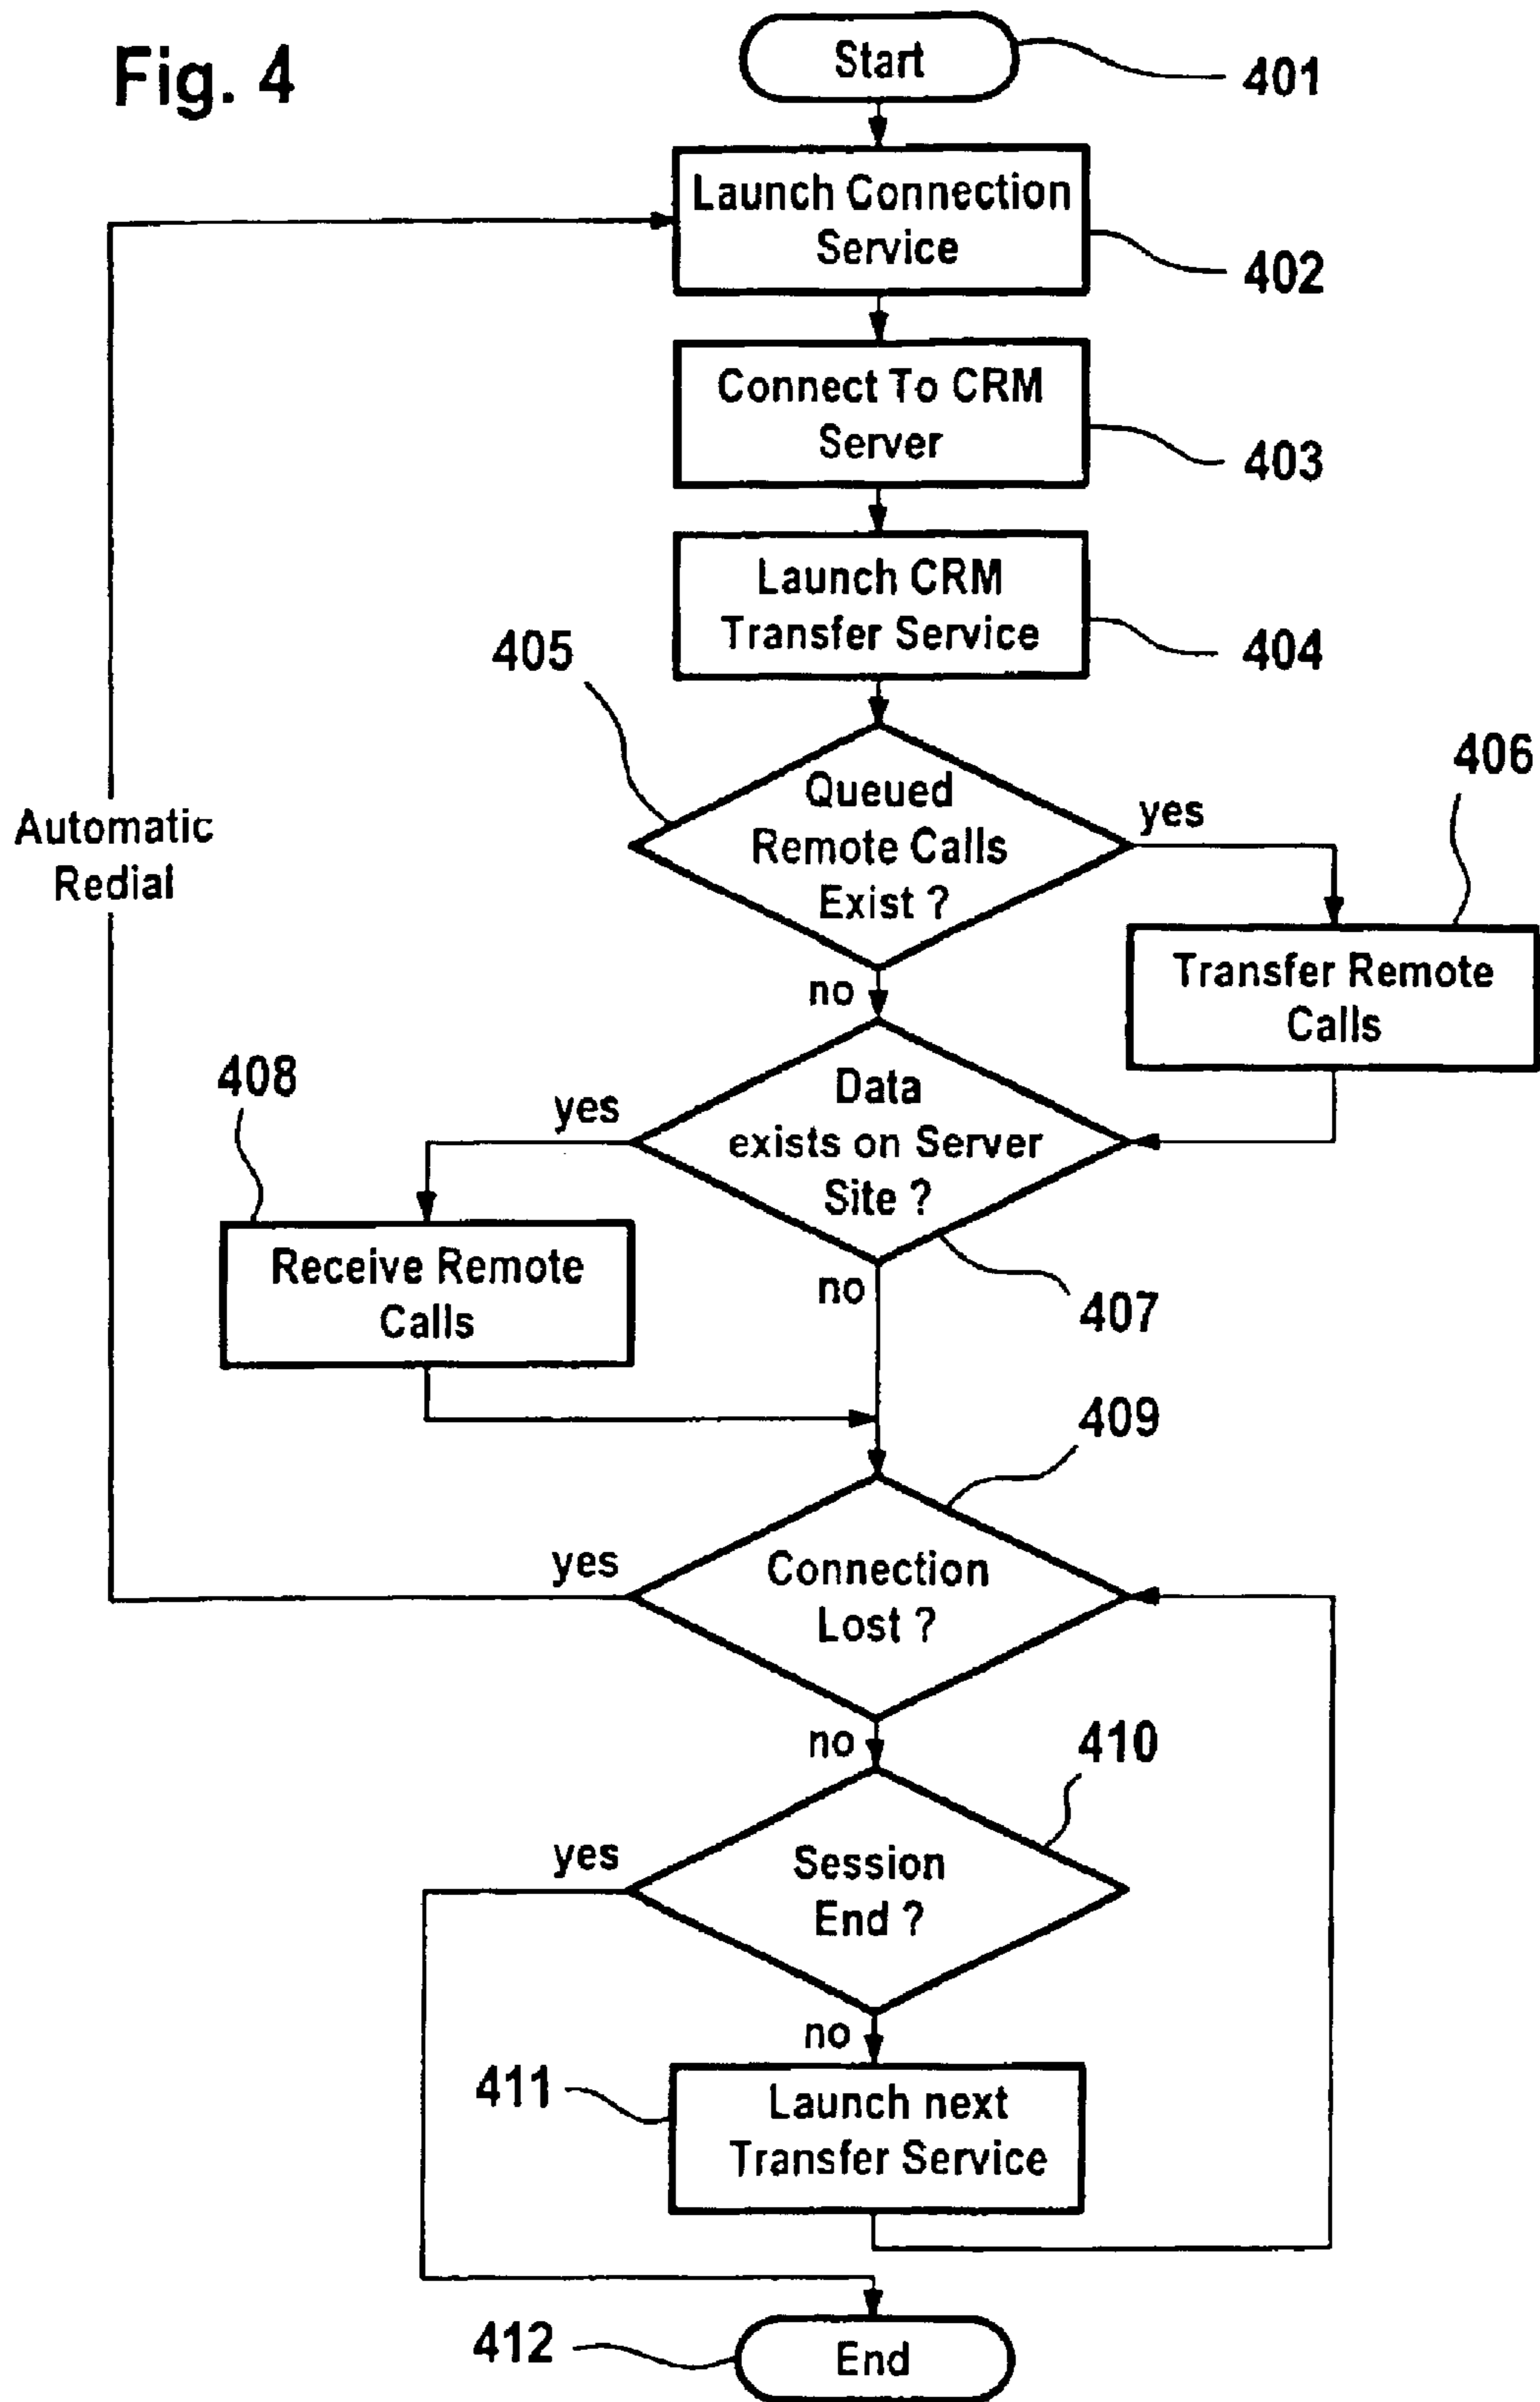 Fig. 4
Start
401
Launch Connection
Service
402
Connect To CRM
Server
403
Launch CRM
Transfer Service
404
405
Queued
Remote Calls
Exist ?
yes
406
Automatic
Redial
no
Transfer Remote
Calls
408
yes
Data
exists on Server
Site ?
Receive Remote
Calls
no
407
409
yes
Connection
Lost ?
no
410
yes
Session
End ?
no
411
Launch next
Transfer Service
412
End